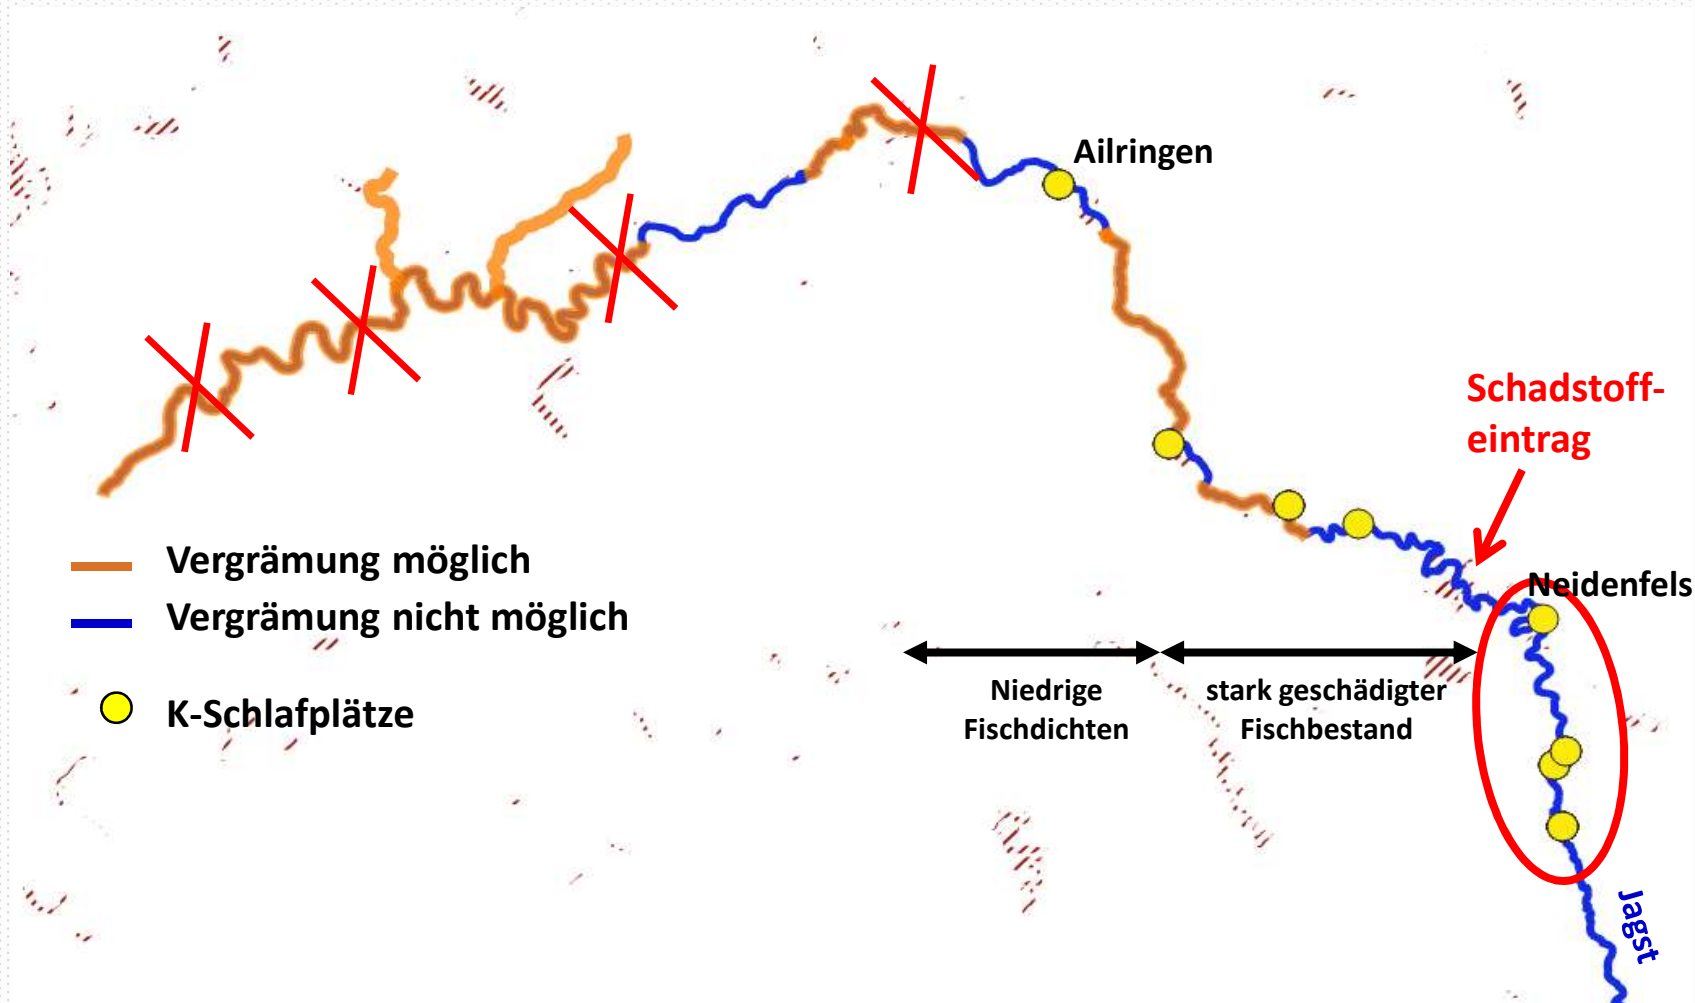 Ailringen
Schadstoff-
eintrag
Vergrämung möglich
Neidenfels
Vergrämung nicht möglich
Niedrige
Fischdichten
stark geschädigter
Fischbestand
K-Schlafplätze
Jagst